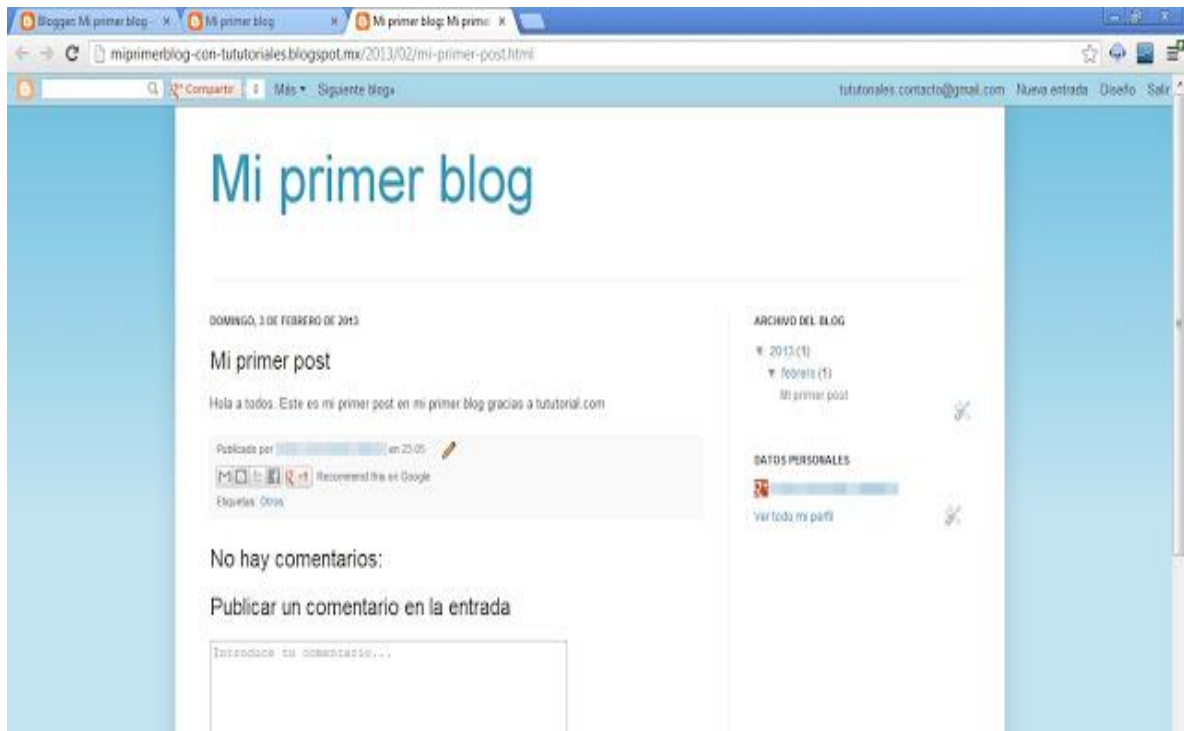 Blogger: Mi primer blog - Mi primer blog Mi primer blog: Mi prime
miprimerblog-con-tututoriales.blogspot.mx/2013/02/mi-primer-post.html
g+ Compartir 0 Más Siguiente blog» tututoriales.contacto@gmail.com Nueva entrada Diseño Salir
Mi primer blog
DOMINGO, 3 DE FEBRERO DE 2013
Mi primer post
Hola a todos. Este es mi primer post en mi primer blog gracias a tututorial.com
Publicado por en 23:05
+1 Recommend this on Google
Etiquetas: Otros
No hay comentarios:
Publicar un comentario en la entrada
Introduce tu comentario...
ARCHIVO DEL BLOG
▼ 2013 (1)
▼ febrero (1)
Mi primer post
DATOS PERSONALES
Ver todo mi perfil